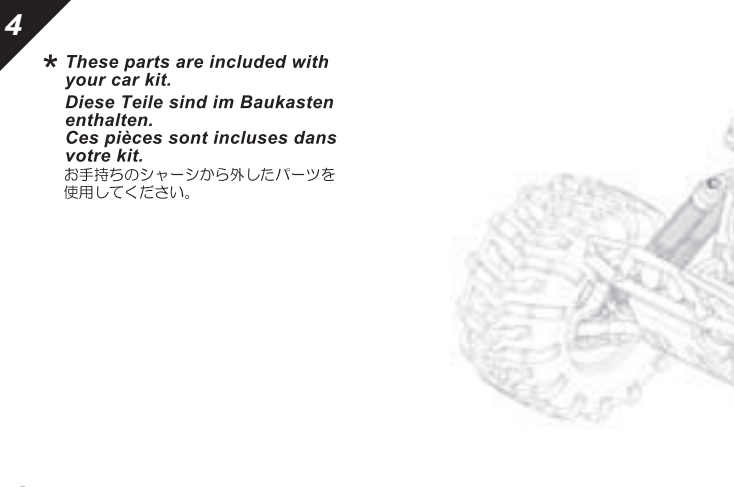 4
* These parts are included with
your car kit.
Diese Teile sind im Baukasten
enthalten.
Ces pièces sont incluses dans
votre kit.
お手持ちのシャーシから外したパーツを
使用してください。